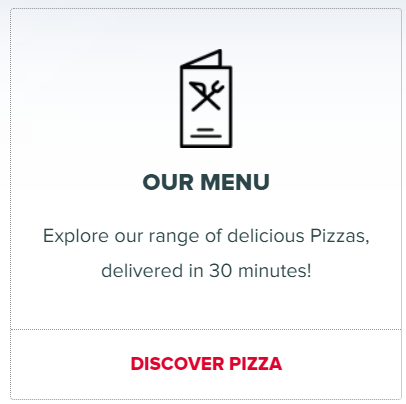 OUR MENU
Explore our range of delicious Pizzas,
delivered in 30 minutes!
DISCOVER PIZZA